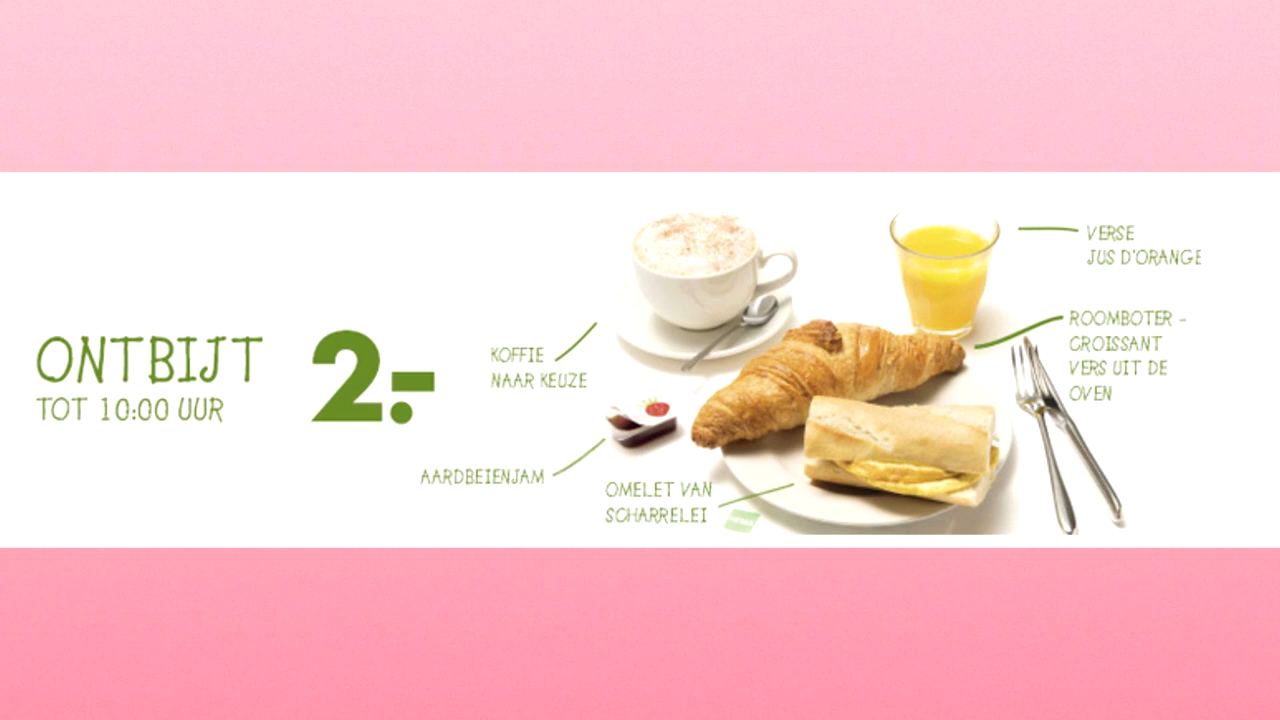 ONTBIJT
TOT 10:00 UUR
2.-
KOFFIE
NAAR KEUZE
AARDBEIENJAM
OMELET VAN
SCHARRELEI
VERSE
JUS D'ORANGE
ROOMBOTER -
CROISSANT
VERS UIT DE
OVEN